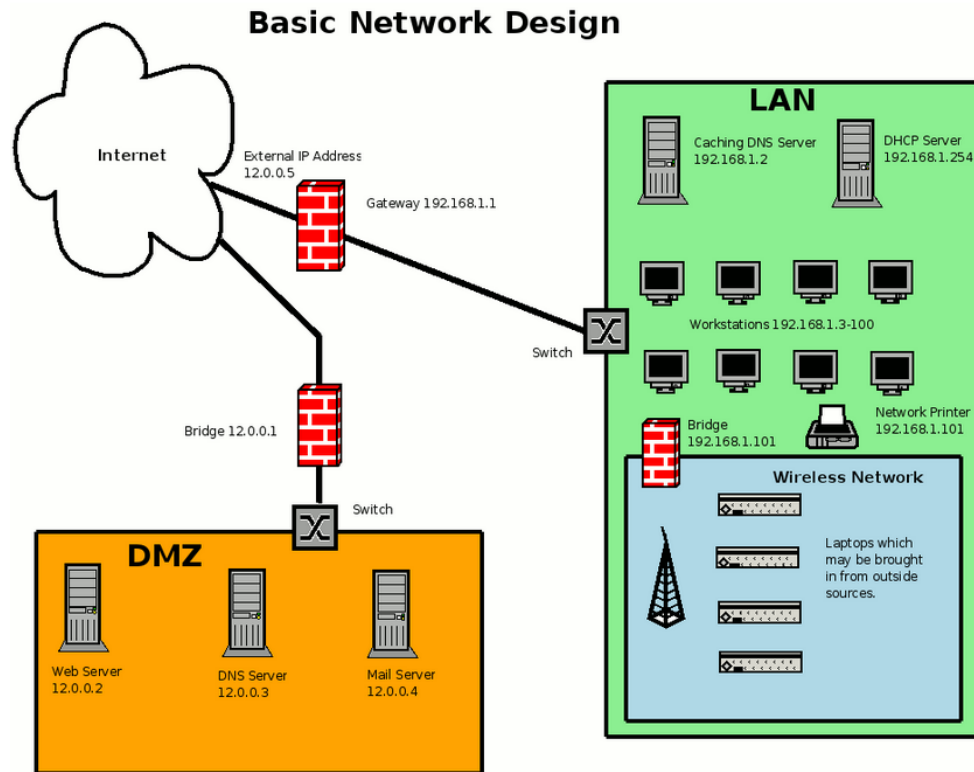 Basic Network Design
Internet
External IP Address
12.0.0.5
Gateway 192.168.1.1
Switch
Bridge 12.0.0.1
Switch
DMZ
Web Server
12.0.0.2
DNS Server
12.0.0.3
Mail Server
12.0.0.4
LAN
Caching DNS Server
192.168.1.2
DHCP Server
192.168.1.254
Workstations 192.168.1.3-100
Network Printer
192.168.1.101
Bridge
192.168.1.101
Wireless Network
Laptops which
may be brought
in from outside
sources.